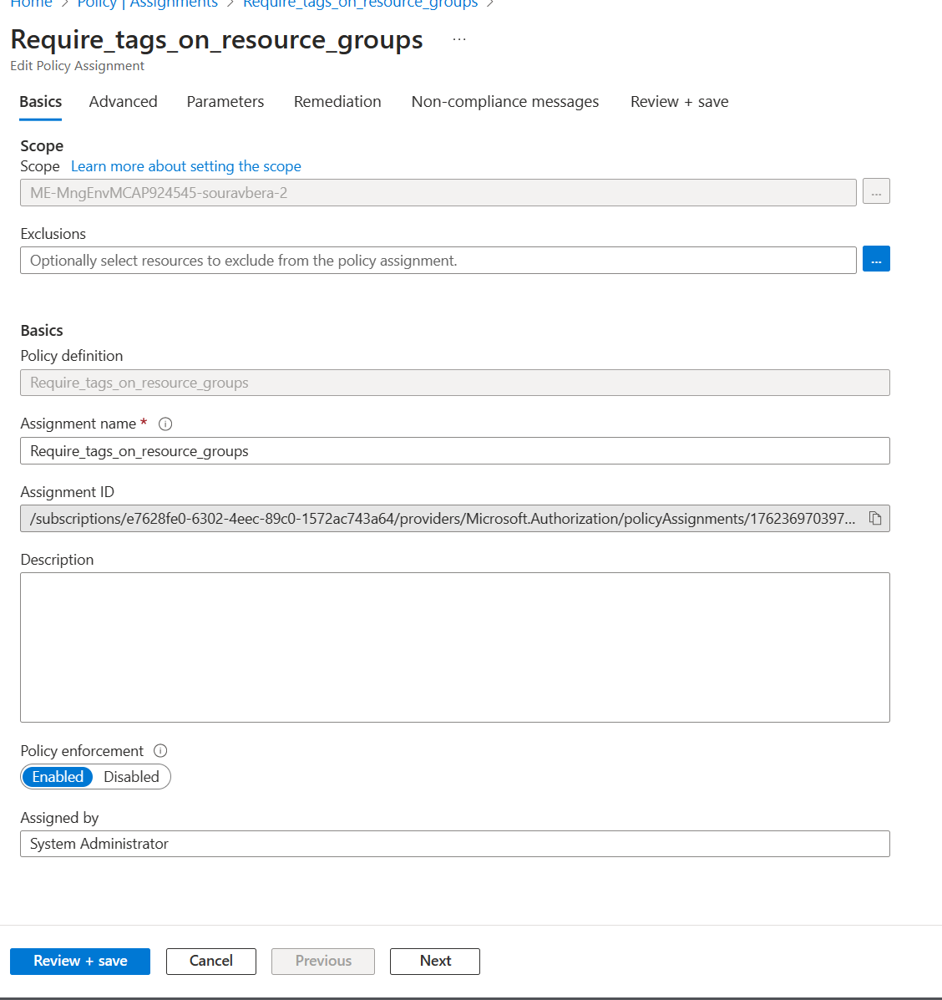 Home > Policy | Assignments > Require_tags_on_resource_groups >
Require_tags_on_resource_groups ...
Edit Policy Assignment
Basics Advanced Parameters Remediation Non-compliance messages Review + save
Scope
Scope Learn more about setting the scope
ME-MngEnvMCAP924545-souravbera-2 ...
Exclusions
Optionally select resources to exclude from the policy assignment. ...
Basics
Policy definition
Require_tags_on_resource_groups
Assignment name *
Require_tags_on_resource_groups
Assignment ID
/subscriptions/e7628fe0-6302-4eec-89c0-1572ac743a64/providers/Microsoft.Authorization/policyAssignments/176236970397...
Description
Policy enforcement
Enabled Disabled
Assigned by
System Administrator
Review + save Cancel Previous Next